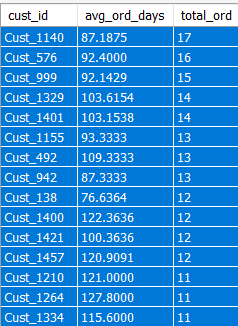 cust_id avg_ord_days total_ord
Cust_1140 87.1875 17
Cust_576 92.4000 16
Cust_999 92.1429 15
Cust_1329 103.6154 14
Cust_1401 103.1538 14
Cust_1155 93.3333 13
Cust_492 109.3333 13
Cust_942 87.3333 13
Cust_138 76.6364 12
Cust_1400 122.3636 12
Cust_1421 100.3636 12
Cust_1457 120.9091 12
Cust_1210 121.0000 11
Cust_1264 127.8000 11
Cust_1334 115.6000 11